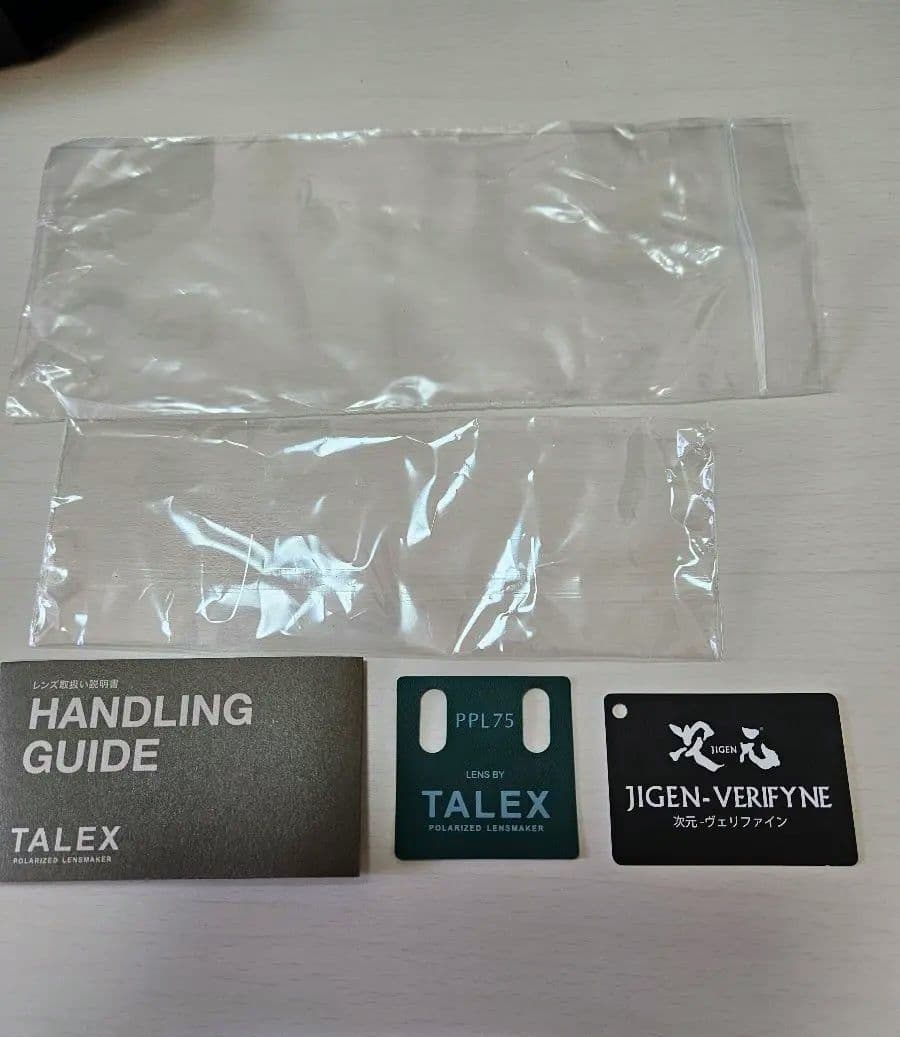 レンズ取扱い説明書
HANDLING
GUIDE
TALEX
POLARIZED LENSMAKER
PPL75
LENS BY
TALEX
POLARIZED LENSMAKER
次元
JIGEN
JIGEN-VERIFYNE
次元-ヴェリファイン